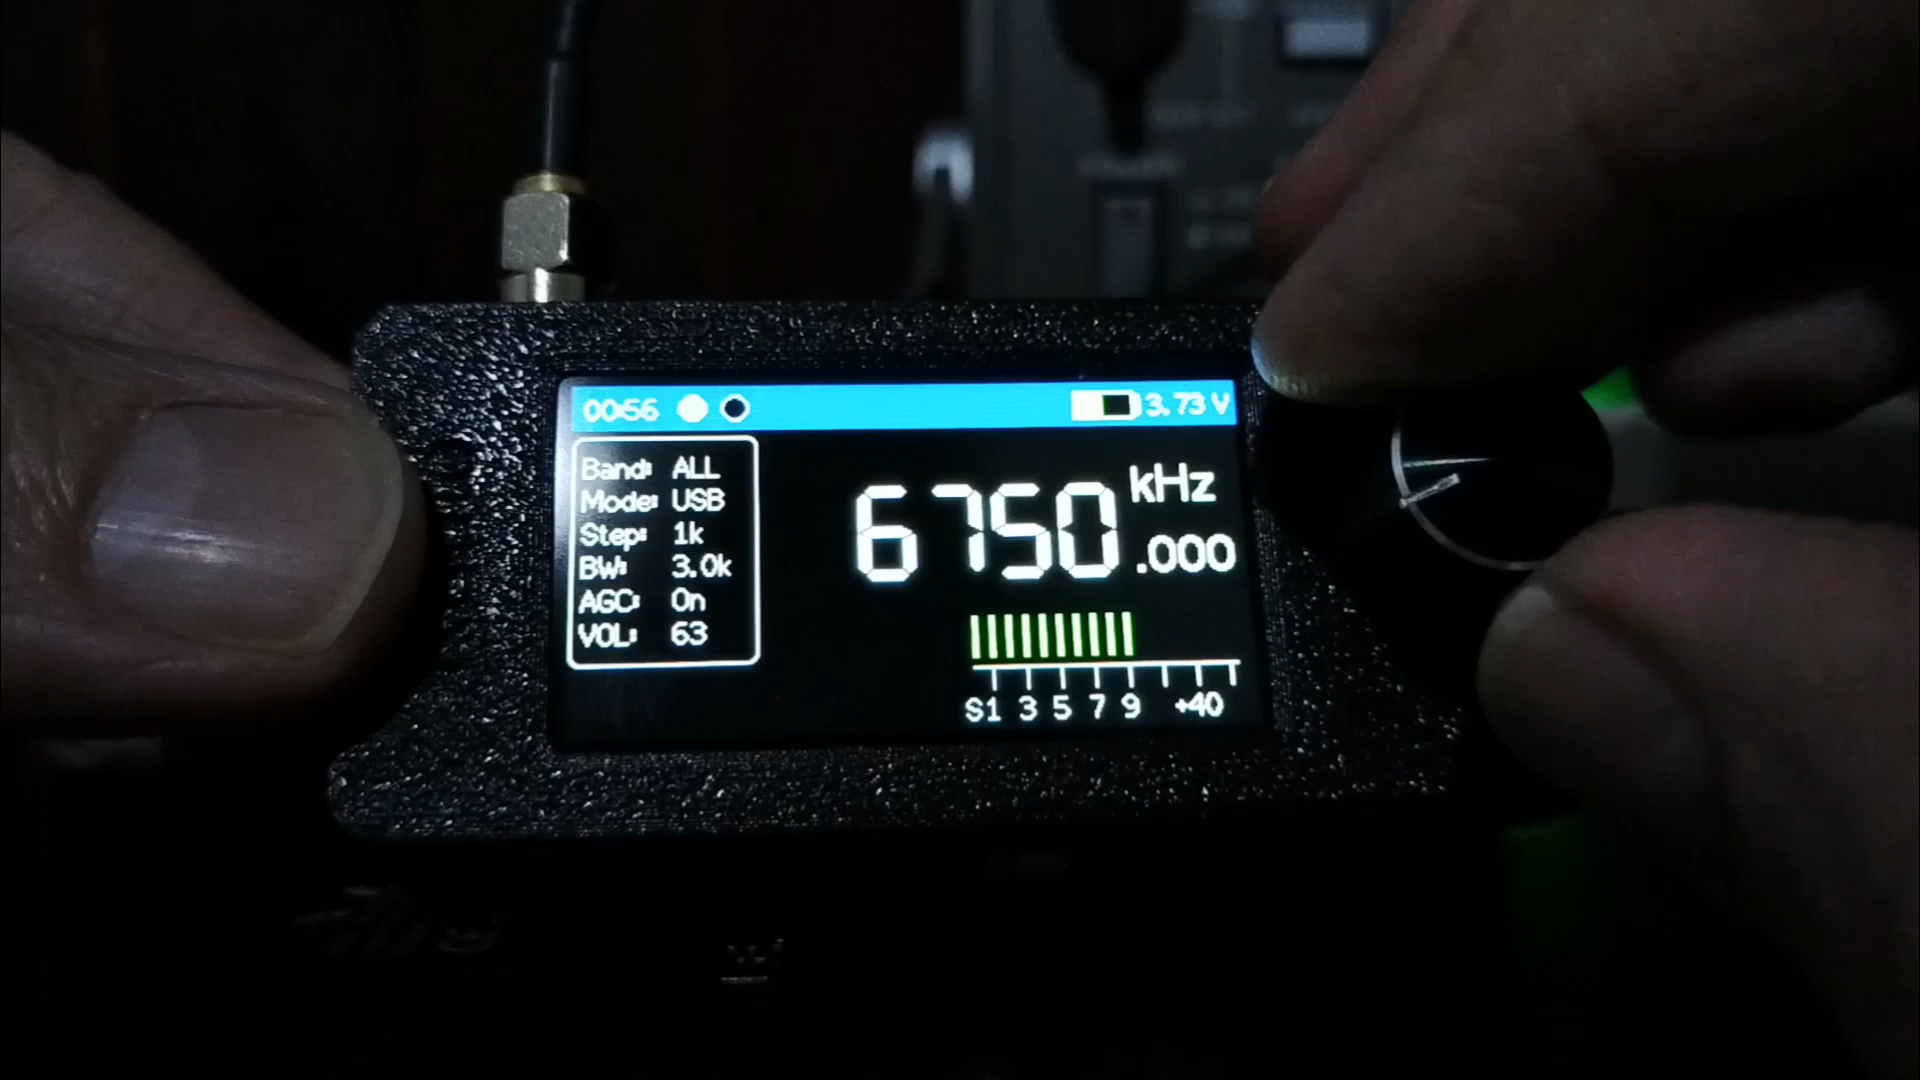 00:56 3.73 V
Band: ALL
Mode: USB
Step: 1k
BW: 3.0k
AGC: On
VOL: 63
6750.000 kHz
S1 3 5 7 9 +40